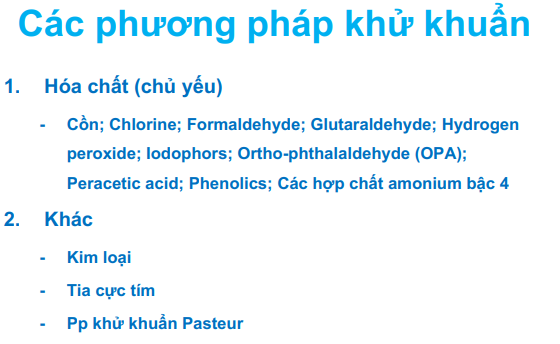 Các phương pháp khử khuẩn
1. Hóa chất (chủ yếu)
- Cồn; Chlorine; Formaldehyde; Glutaraldehyde; Hydrogen
peroxide; Iodophors; Ortho-phthalaldehyde (OPA);
Peracetic acid; Phenolics; Các hợp chất amonium bậc 4
2. Khác
- Kim loại
- Tia cực tím
- Pp khử khuẩn Pasteur